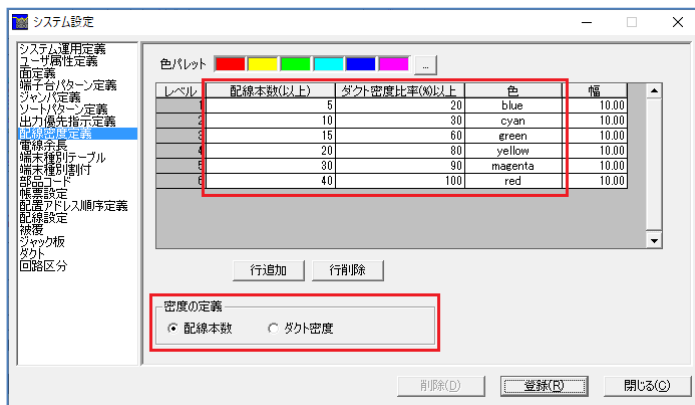 システム設定
システム運用定義
ユーザ属性定義
面定義
端子台パターン定義
ジャンパ定義
ソートパターン定義
出力優先指示定義
配線密度定義
電線余長
端末種別テーブル
端末種別割付
部品コード
帳票設定
配置アドレス順序定義
配線設定
被覆
ジャック板
ダクト
回路区分
色パレット ...
レベル 配線本数(以上) ダクト密度比率(%)以上 色 幅
1 5 20 blue 10.00
2 10 30 cyan 10.00
3 15 60 green 10.00
4 20 80 yellow 10.00
5 30 90 magenta 10.00
6 40 100 red 10.00
行追加 行削除
密度の定義
配線本数 ダクト密度
削除(D) 登録(R) 閉じる(C)